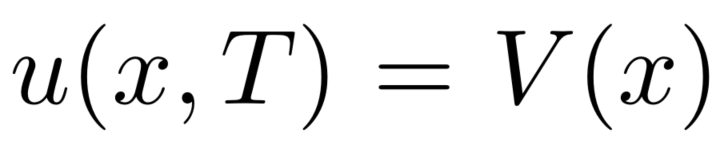 u(x, T) = V(x)